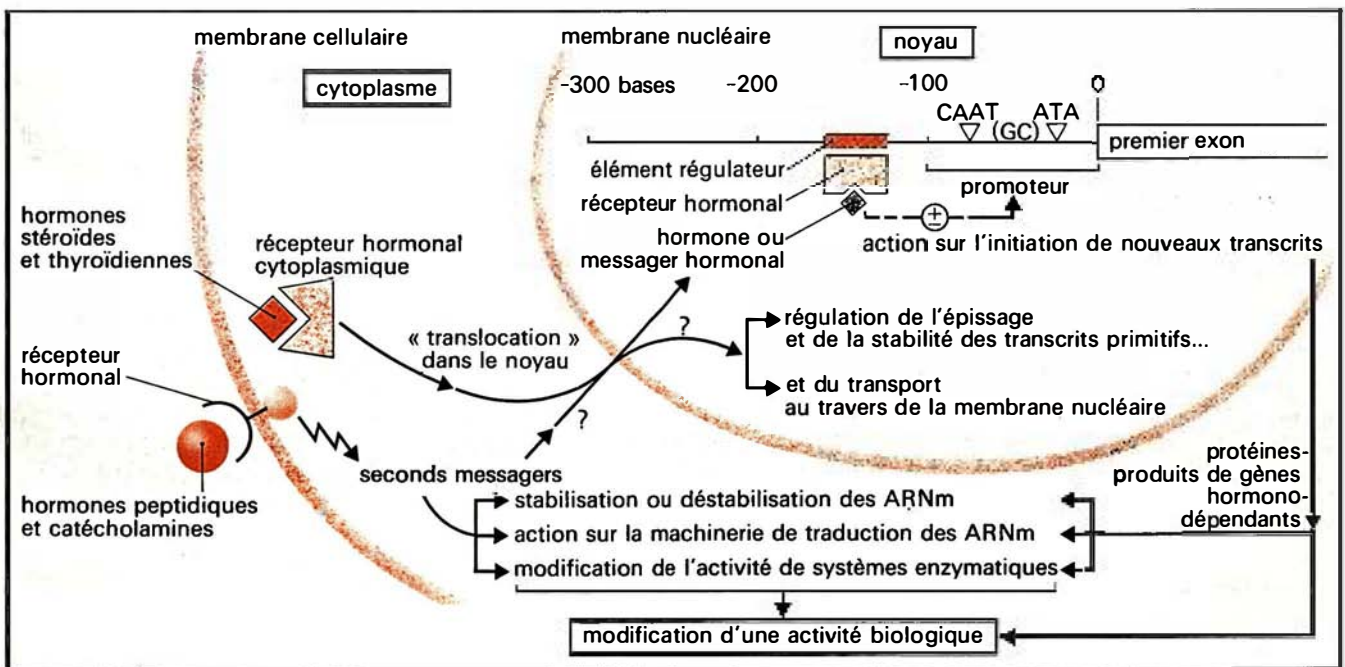 membrane cellulaire
cytoplasme
membrane nucléaire
noyau
-300 bases
-200
-100
0
CAAT
(GC)
ATA
premier exon
élément régulateur
récepteur hormonal
promoteur
±
hormone ou
messager hormonal
action sur l'initiation de nouveaux transcrits
hormones
stéroïdes
et thyroïdiennes
récepteur hormonal
cytoplasmique
« translocation »
dans le noyau
?
régulation de l'épissage
et de la stabilité des transcrits primitifs...
et du transport
au travers de la membrane nucléaire
récepteur
hormonal
?
seconds messagers
hormones peptidiques
et catécholamines
protéines-
produits de gènes
hormono-
dépendants
stabilisation ou déstabilisation des ARNm
action sur la machinerie de traduction des ARNm
modification de l'activité de systèmes enzymatiques
modification d'une activité biologique